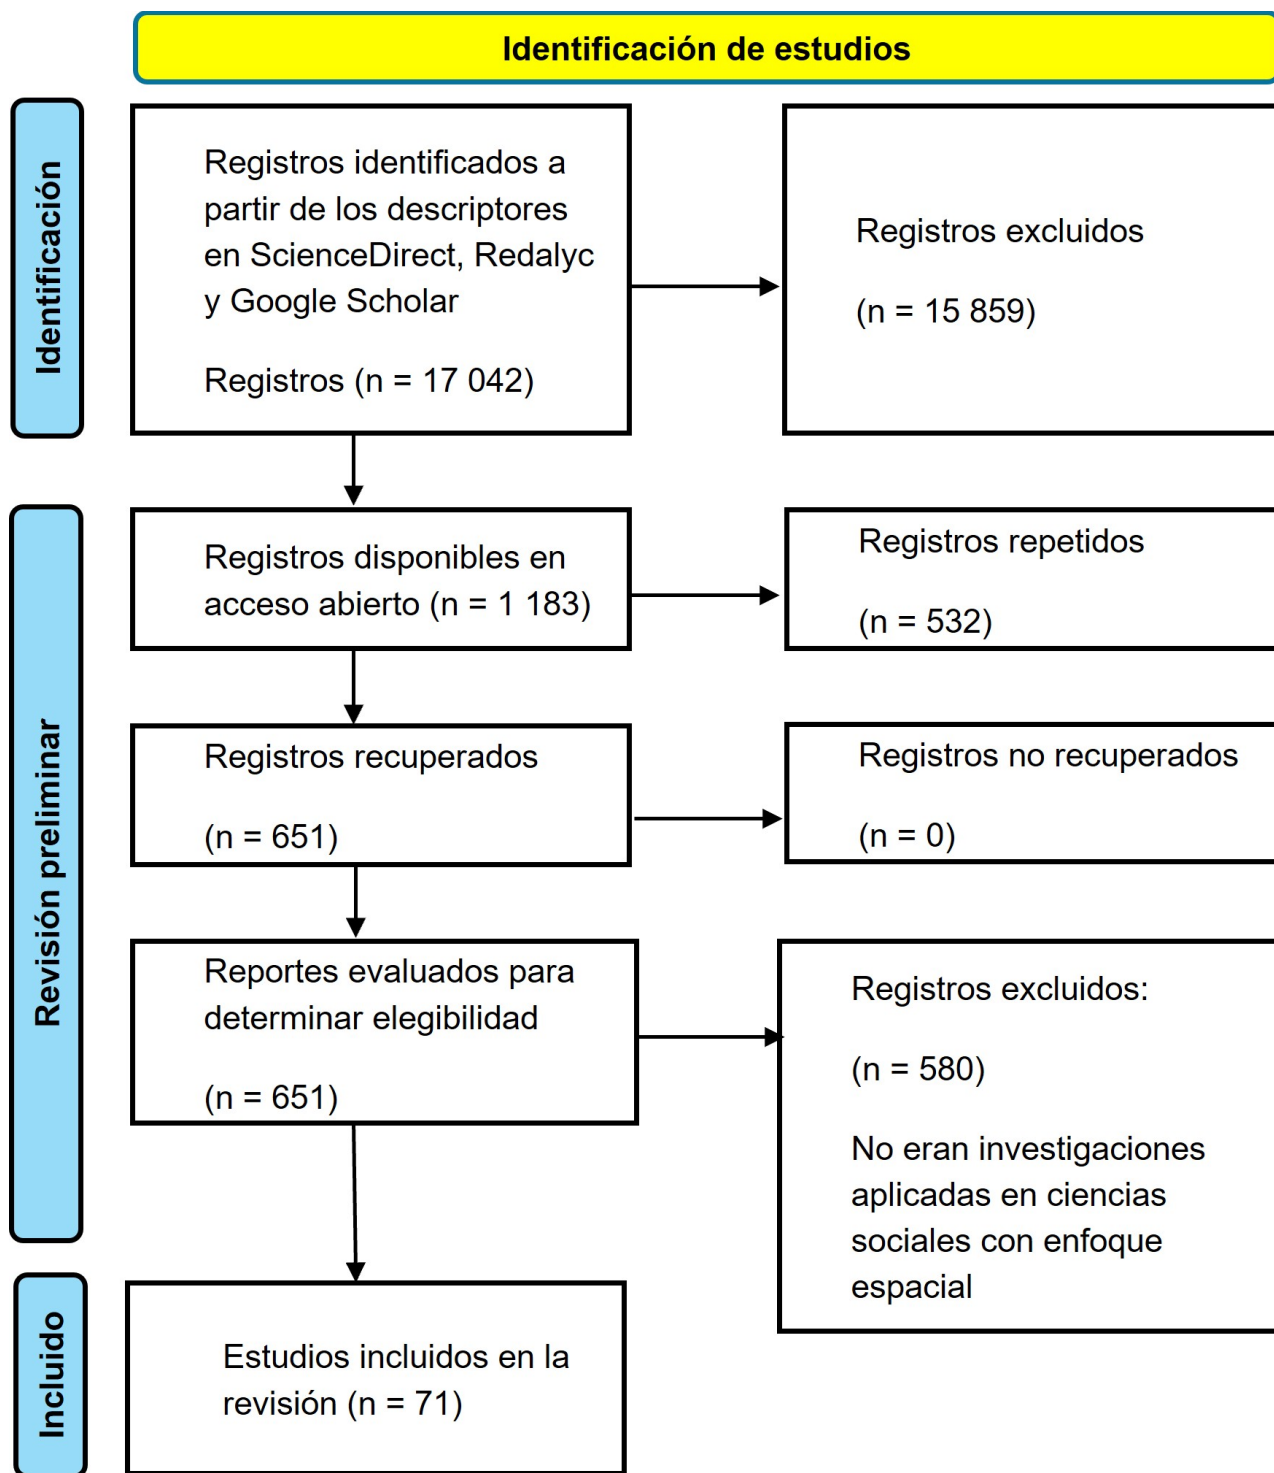 Identificación de estudios
Identificación
Registros identificados a
partir de los descriptores
en ScienceDirect, Redalyc
y Google Scholar
Registros (n = 17 042)
Registros excluidos
(n = 15 859)
Revisión preliminar
Registros disponibles en
acceso abierto (n = 1 183)
Registros repetidos
(n = 532)
Registros recuperados
(n = 651)
Registros no recuperados
(n = 0)
Reportes evaluados para
determinar elegibilidad
(n = 651)
Registros excluidos:
(n = 580)
No eran investigaciones
aplicadas en ciencias
sociales con enfoque
espacial
Incluido
Estudios incluidos en la
revisión (n = 71)